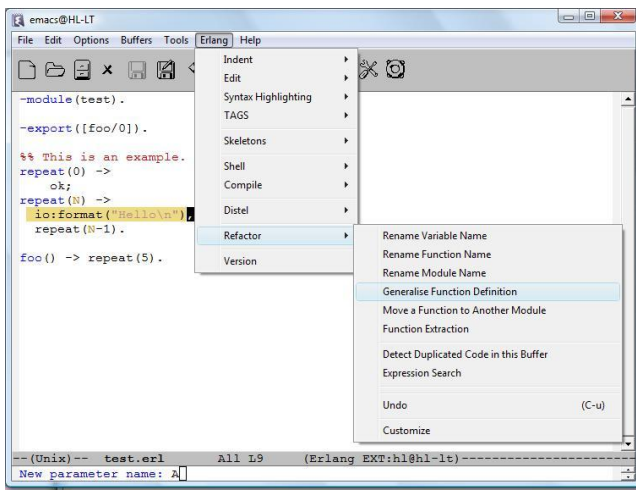 emacs@HL-LT
File Edit Options Buffers Tools Erlang Help
-module(test).
-export([foo/0]).
%% This is an example.
repeat(0) ->
ok;
repeat(N) ->
io:format("Hello\n"),
repeat(N-1).
foo() -> repeat(5).
Indent
Edit
Syntax Highlighting
TAGS
Skeletons
Shell
Compile
Distel
Refactor
Version
Rename Variable Name
Rename Function Name
Rename Module Name
Generalise Function Definition
Move a Function to Another Module
Function Extraction
Detect Duplicated Code in this Buffer
Expression Search
Undo (C-u)
Customize
--(Unix)-- test.erl All L9 (Erlang EXT:hl@hl-lt)----------------
New parameter name: A